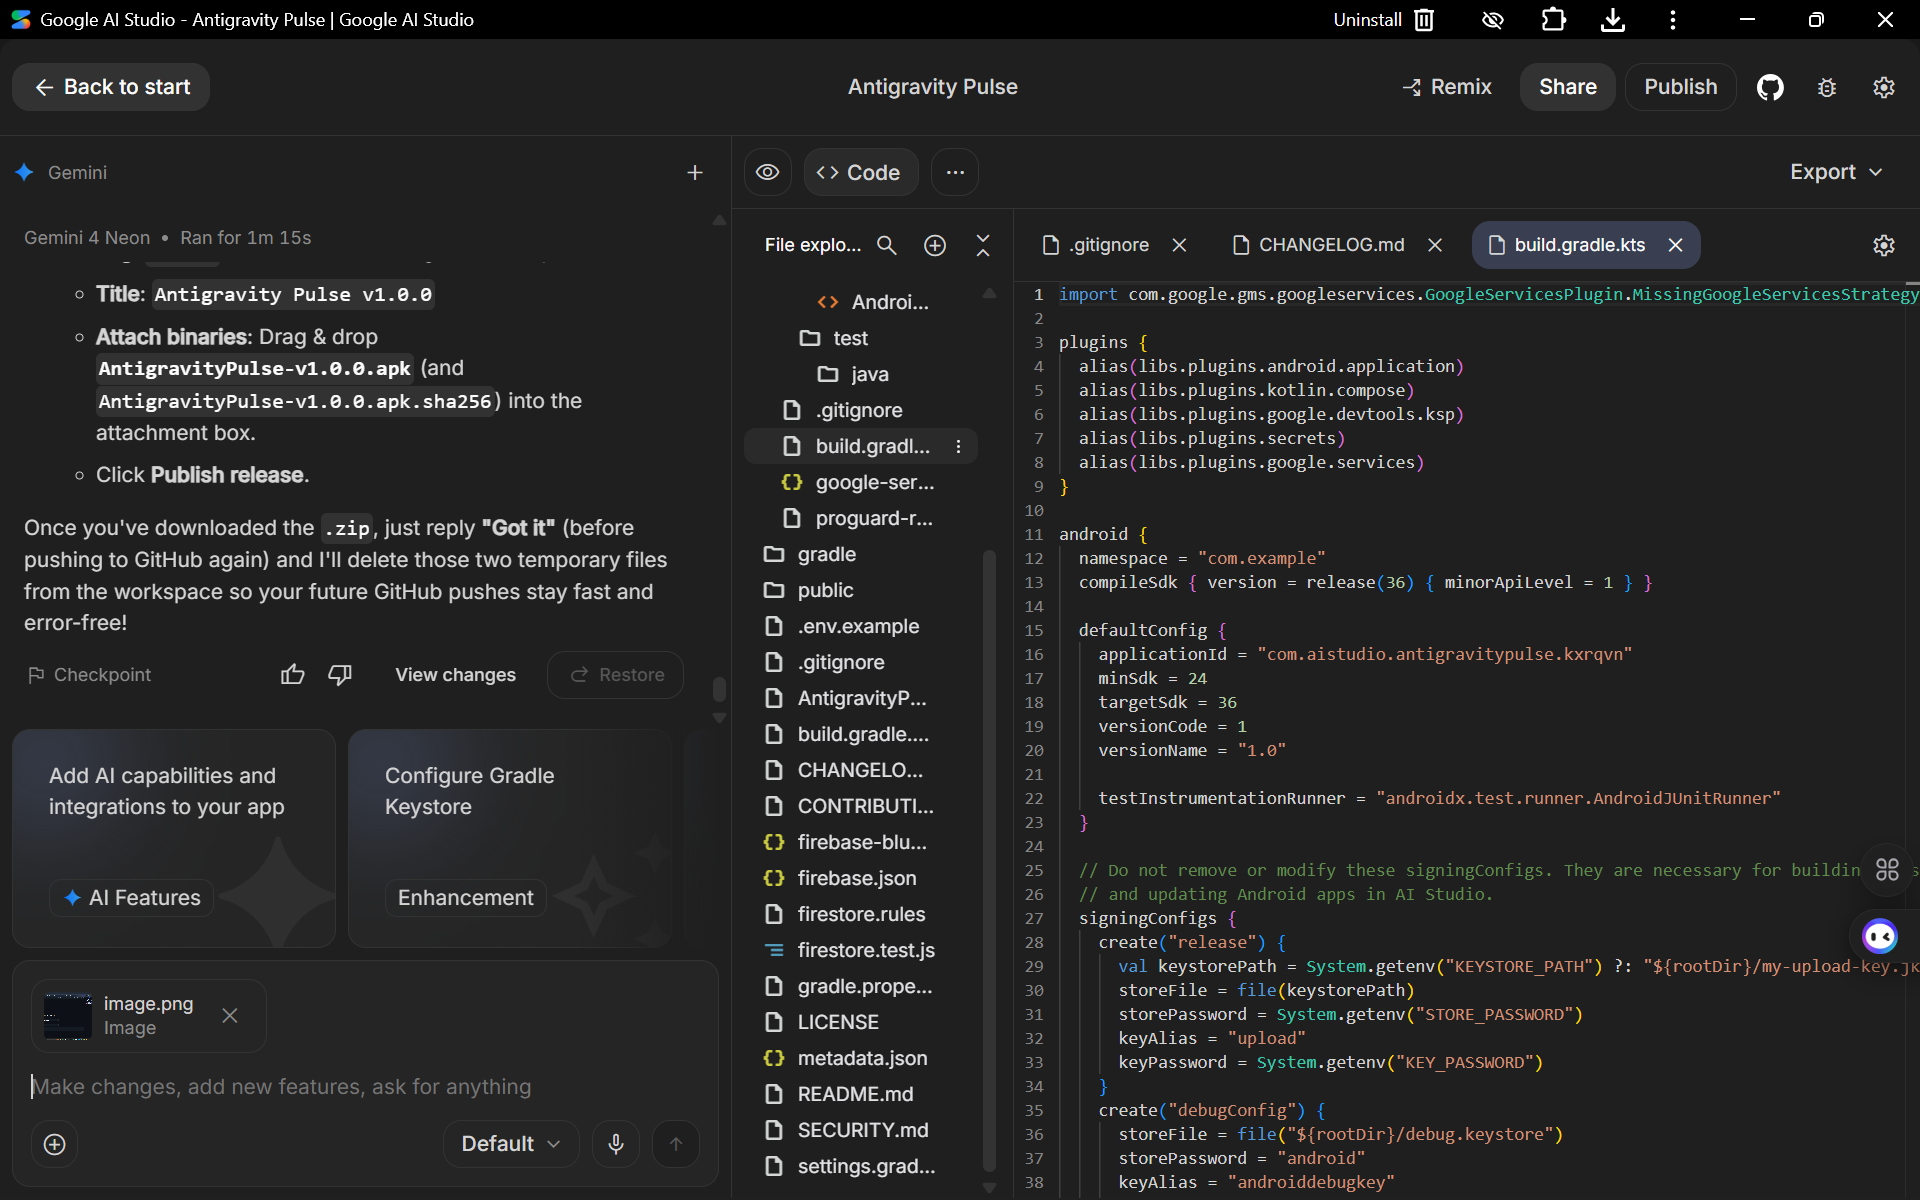 Google AI Studio - Antigravity Pulse | Google AI Studio
Uninstall
Back to start
Antigravity Pulse
Remix
Share
Publish
Gemini
Code
Export
Gemini 4 Neon • Ran for 1m 15s
Title: Antigravity Pulse v1.0.0
Attach binaries: Drag & drop
AntigravityPulse-v1.0.0.apk (and
AntigravityPulse-v1.0.0.apk.sha256) into the
attachment box.
Click Publish release.
Once you've downloaded the .zip, just reply "Got it" (before
pushing to GitHub again) and I'll delete those two temporary files
from the workspace so your future GitHub pushes stay fast and
error-free!
Checkpoint
View changes
Restore
Add AI capabilities and
integrations to your app
AI Features
Configure Gradle
Keystore
Enhancement
image.png
Image
Make changes, add new features, ask for anything
Default
File explo...
<> Androi...
test
java
.gitignore
build.gradl...
{} google-ser...
proguard-r...
gradle
public
.env.example
.gitignore
AntigravityP...
build.gradle....
CHANGELO...
CONTRIBUTI...
{} firebase-blu...
{} firebase.json
firestore.rules
firestore.test.js
gradle.prope...
LICENSE
{} metadata.json
README.md
SECURITY.md
settings.grad...
.gitignore
CHANGELOG.md
build.gradle.kts
1 import com.google.gms.googleservices.GoogleServicesPlugin.MissingGoogleServicesStrategy
2
3 plugins {
4 alias(libs.plugins.android.application)
5 alias(libs.plugins.kotlin.compose)
6 alias(libs.plugins.google.devtools.ksp)
7 alias(libs.plugins.secrets)
8 alias(libs.plugins.google.services)
9 }
10
11 android {
12 namespace = "com.example"
13 compileSdk { version = release(36) { minorApiLevel = 1 } }
14
15 defaultConfig {
16 applicationId = "com.aistudio.antigravitypulse.kxrqvn"
17 minSdk = 24
18 targetSdk = 36
19 versionCode = 1
20 versionName = "1.0"
21
22 testInstrumentationRunner = "androidx.test.runner.AndroidJUnitRunner"
23 }
24
25 // Do not remove or modify these signingConfigs. They are necessary for buildin
26 // and updating Android apps in AI Studio.
27 signingConfigs {
28 create("release") {
29 val keystorePath = System.getenv("KEYSTORE_PATH") ?: "${rootDir}/my-upload-key.jk
30 storeFile = file(keystorePath)
31 storePassword = System.getenv("STORE_PASSWORD")
32 keyAlias = "upload"
33 keyPassword = System.getenv("KEY_PASSWORD")
34 }
35 create("debugConfig") {
36 storeFile = file("${rootDir}/debug.keystore")
37 storePassword = "android"
38 keyAlias = "androiddebugkey"